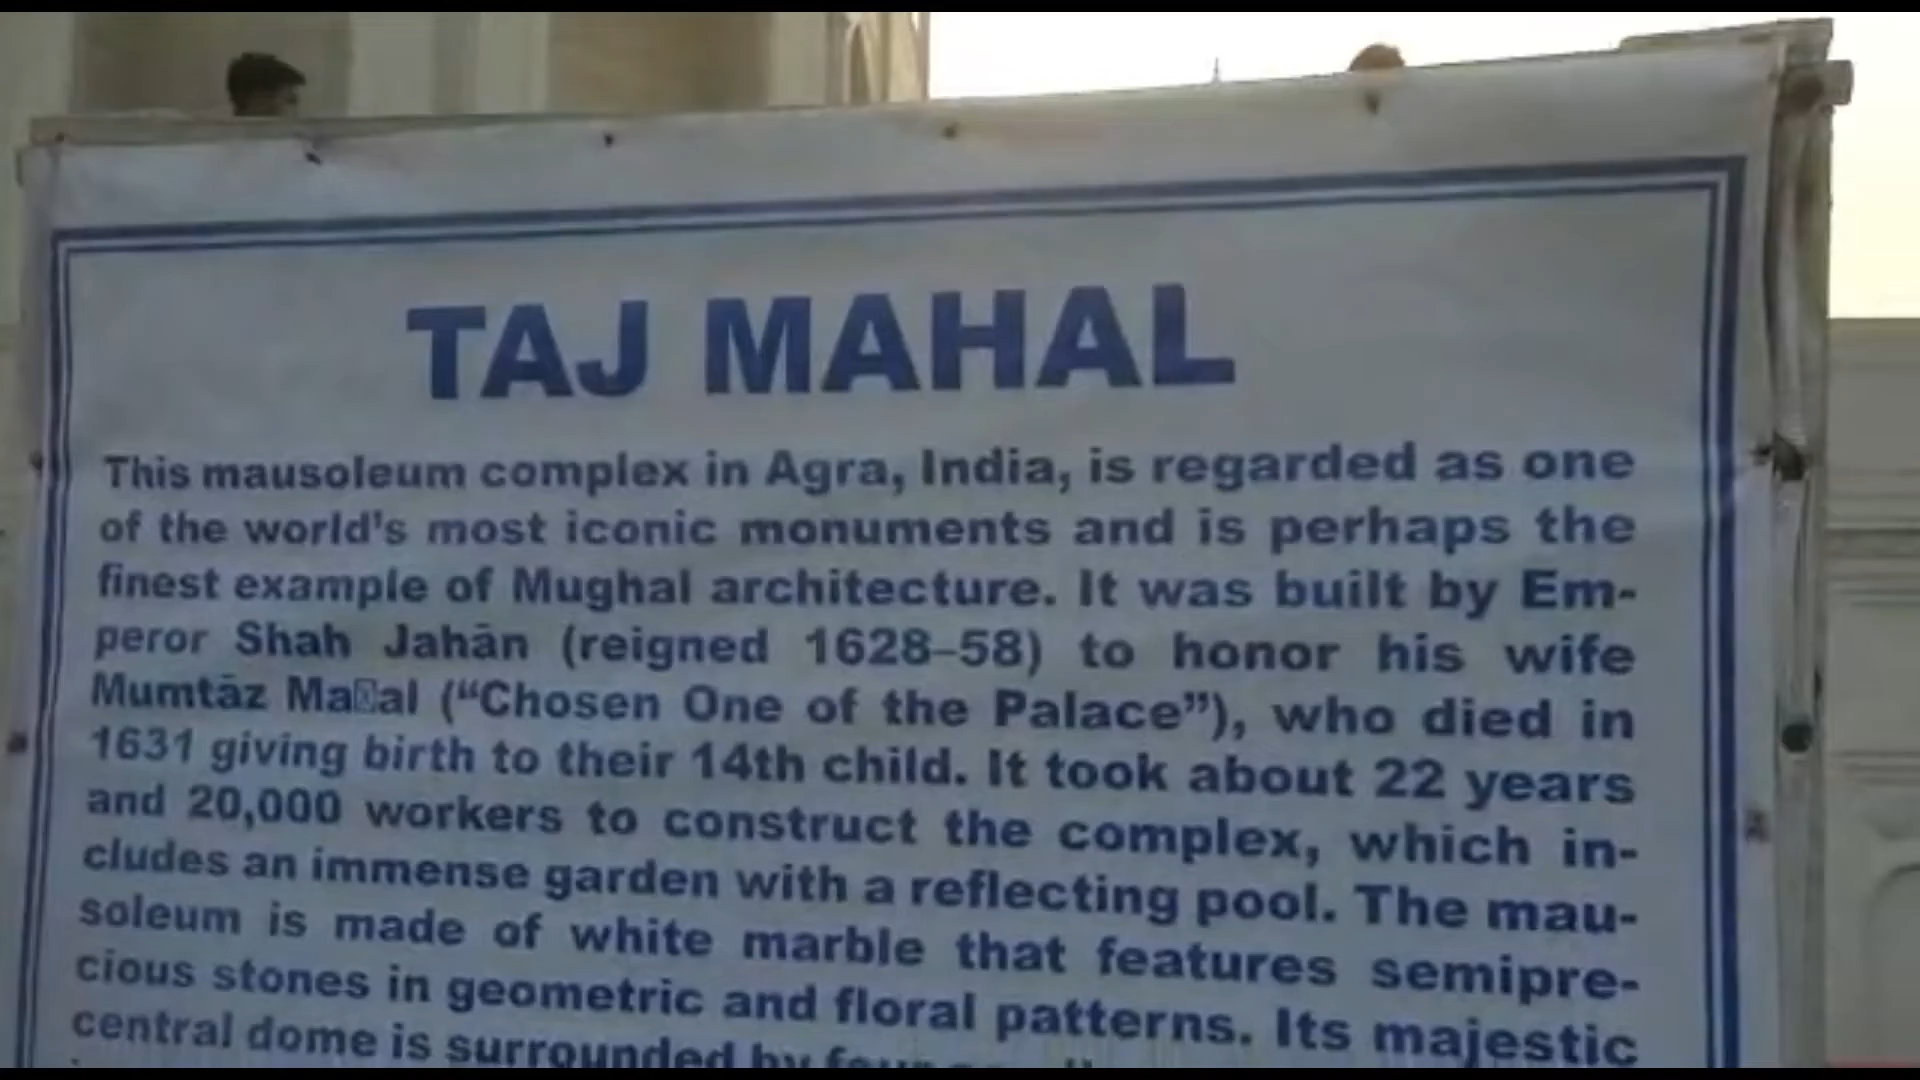 TAJ MAHAL
This mausoleum complex in Agra, India, is regarded as one
of the world's most iconic monuments and is perhaps the
finest example of Mughal architecture. It was built by Em-
peror Shah Jahān (reigned 1628–58) to honor his wife
Mumtāz Ma▯al (“Chosen One of the Palace”), who died in
1631 giving birth to their 14th child. It took about 22 years
and 20,000 workers to construct the complex, which in-
cludes an immense garden with a reflecting pool. The mau-
soleum is made of white marble that features semipre-
cious stones in geometric and floral patterns. Its majestic
central dome is surrounded by four